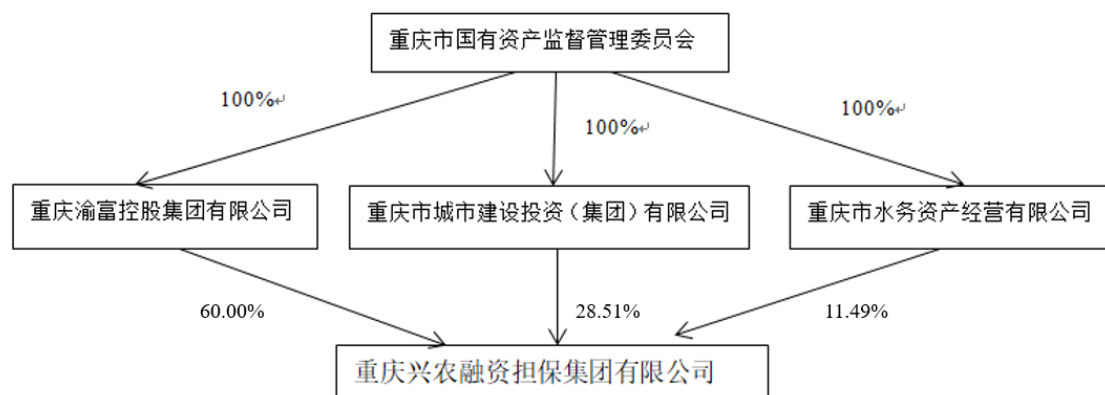 重庆市国有资产监督管理委员会
100%↵
100%↵
100%↵
重庆渝富控股集团有限公司
重庆市城市建设投资（集团）有限公司
重庆市水务资产经营有限公司
60.00%
28.51%
11.49%
重庆兴农融资担保集团有限公司